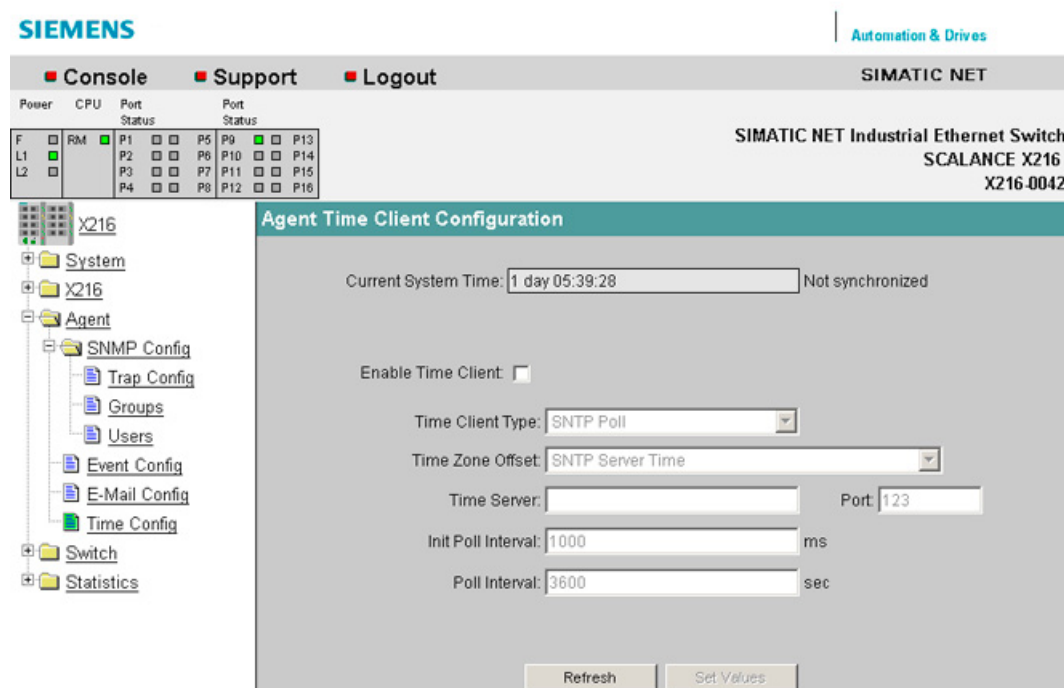 SIEMENS
Automation & Drives
Console Support Logout SIMATIC NET
Power CPU Port Status Port Status
F RM P1 P5 P9 P13
L1 P2 P6 P10 P14
L2 P3 P7 P11 P15
P4 P8 P12 P16
SIMATIC NET Industrial Ethernet Switch
SCALANCE X216
X216-0042
X216
System
X216
Agent
SNMP Config
Trap Config
Groups
Users
Event Config
E-Mail Config
Time Config
Switch
Statistics
Agent Time Client Configuration
Current System Time: 1 day 05:39:28 Not synchronized
Enable Time Client:
Time Client Type: SNTP Poll
Time Zone Offset: SNTP Server Time
Time Server: Port: 123
Init Poll Interval: 1000 ms
Poll Interval: 3600 sec
Refresh Set Values